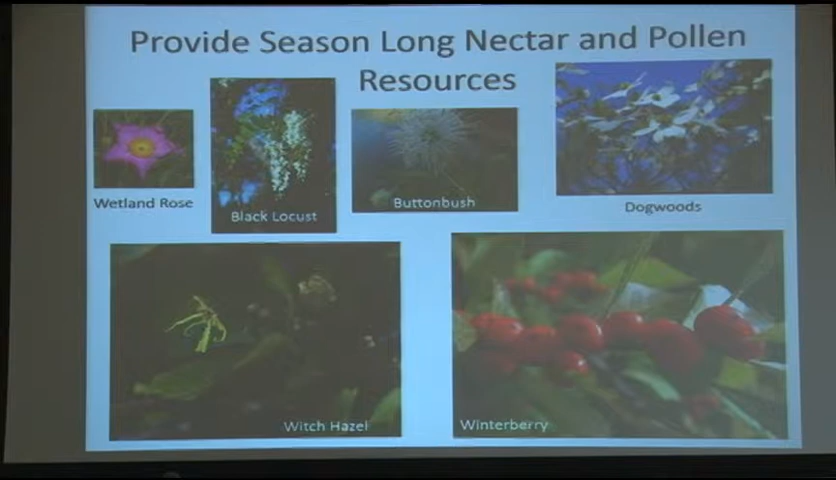 Provide Season Long Nectar and Pollen
Resources
Wetland Rose
Black Locust
Buttonbush
Dogwoods
Witch Hazel
Winterberry